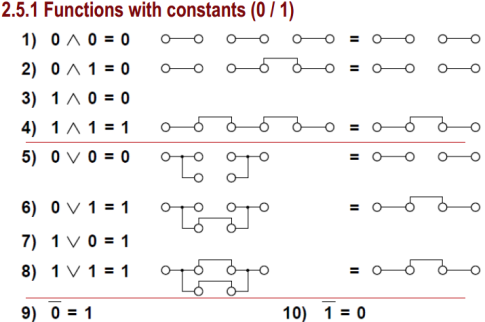 2.5.1 Functions with constants (0 / 1)
1) 0 ∧ 0 = 0 =
2) 0 ∧ 1 = 0 =
3) 1 ∧ 0 = 0
4) 1 ∧ 1 = 1 =
5) 0 ∨ 0 = 0 =
6) 0 ∨ 1 = 1 =
7) 1 ∨ 0 = 1
8) 1 ∨ 1 = 1 =
9) 0̅ = 1 10) 1̅ = 0